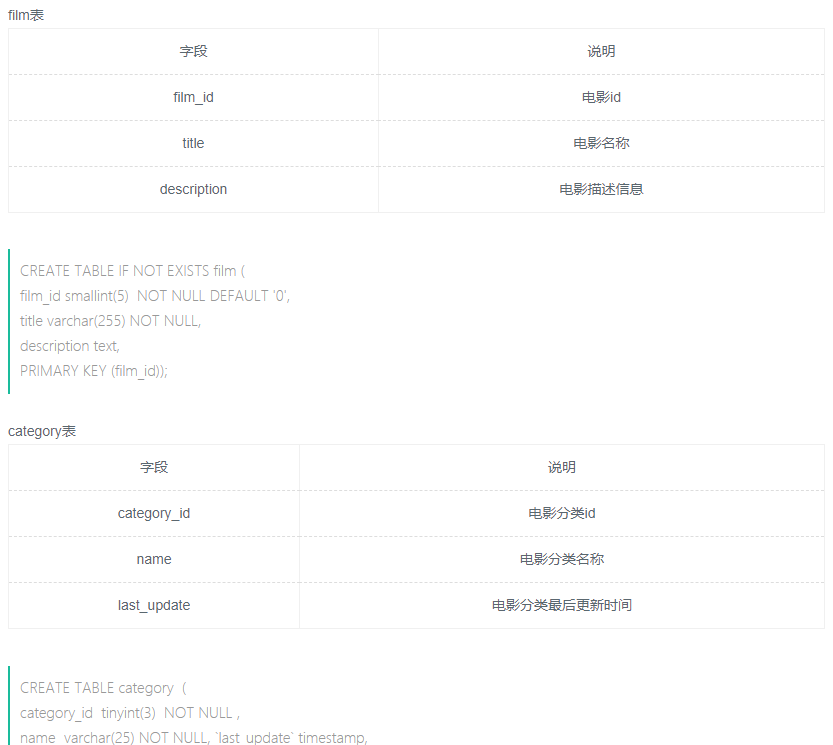 film表
字段 说明
film_id 电影id
title 电影名称
description 电影描述信息
CREATE TABLE IF NOT EXISTS film (
film_id smallint(5)  NOT NULL DEFAULT '0',
title varchar(255) NOT NULL,
description text,
PRIMARY KEY (film_id));
category表
字段 说明
category_id 电影分类id
name 电影分类名称
last_update 电影分类最后更新时间
CREATE TABLE category  (
category_id  tinyint(3)  NOT NULL ,
name  varchar(25) NOT NULL, `last_update` timestamp,